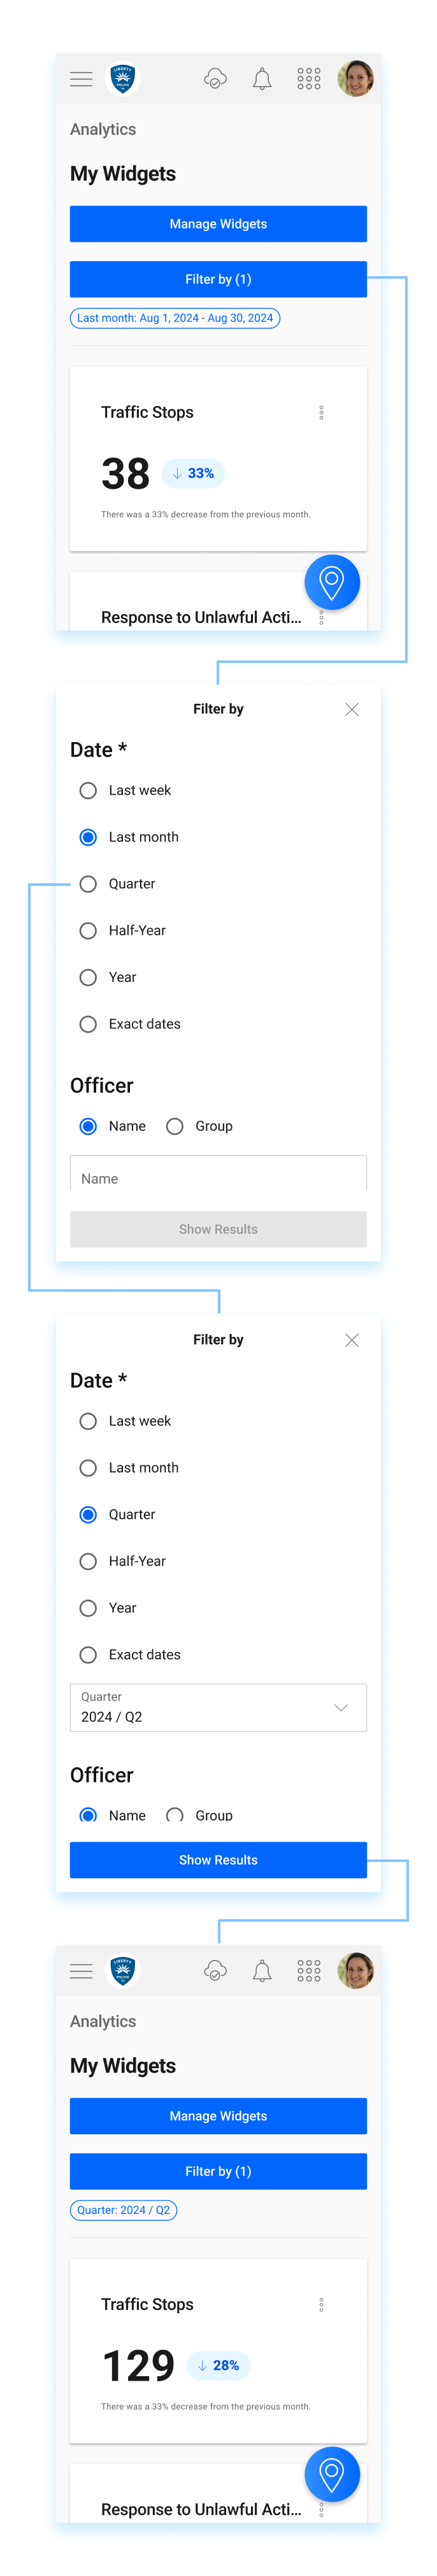 LIBERTY
POLICE
Analytics
My Widgets
Manage Widgets
Filter by (1)
Last month: Aug 1, 2024 - Aug 30, 2024
Traffic Stops
38 ↓ 33%
There was a 33% decrease from the previous month.
Response to Unlawful Acti...
Filter by
Date *
Last week
Last month
Quarter
Half-Year
Year
Exact dates
Officer
Name Group
Name
Show Results
Filter by
Date *
Last week
Last month
Quarter
Half-Year
Year
Exact dates
Quarter
2024 / Q2
Officer
Name Group
Show Results
LIBERTY
POLICE
Analytics
My Widgets
Manage Widgets
Filter by (1)
Quarter: 2024 / Q2
Traffic Stops
129 ↓ 28%
There was a 33% decrease from the previous month.
Response to Unlawful Acti...